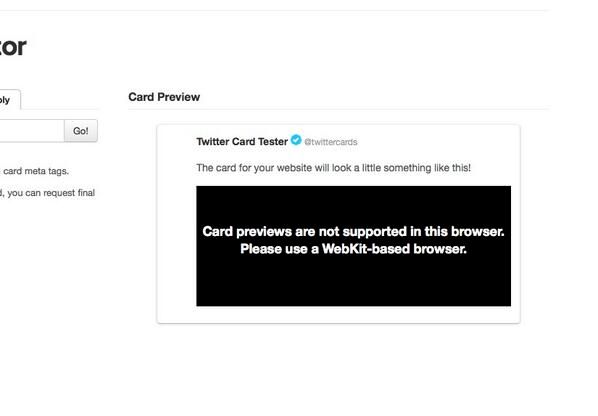 tor
ply
Go!
card meta tags.
d, you can request final
Card Preview
Twitter Card Tester @twittercards
The card for your website will look a little something like this!
Card previews are not supported in this browser.
Please use a WebKit-based browser.